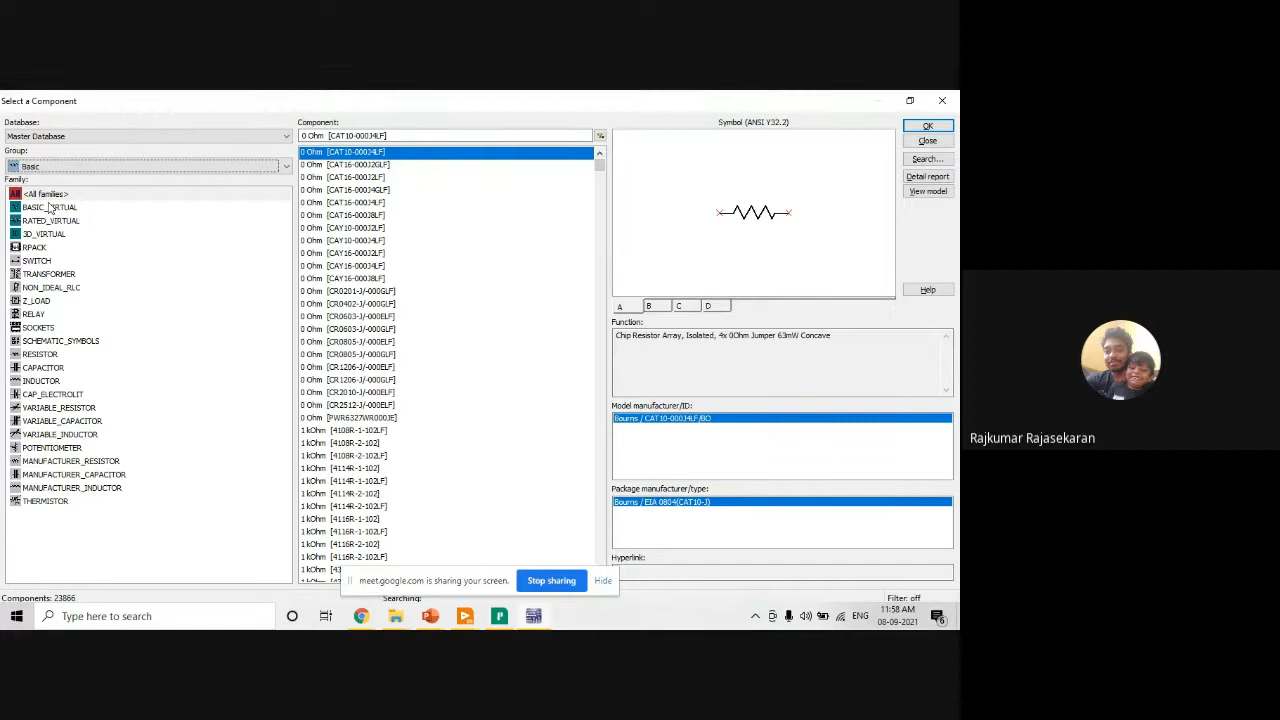 Select a Component
Database:
Master Database
Group:
Basic
Family:
All <All families>
BASIC_VIRTUAL
RATED_VIRTUAL
3D_VIRTUAL
RPACK
SWITCH
TRANSFORMER
NON_IDEAL_RLC
Z_LOAD
RELAY
SOCKETS
SCHEMATIC_SYMBOLS
RESISTOR
CAPACITOR
INDUCTOR
CAP_ELECTROLIT
VARIABLE_RESISTOR
VARIABLE_CAPACITOR
VARIABLE_INDUCTOR
POTENTIOMETER
MANUFACTURER_RESISTOR
MANUFACTURER_CAPACITOR
MANUFACTURER_INDUCTOR
THERMISTOR
Components: 23866
Component:
0 Ohm [CAT10-000J4LF]
0 Ohm [CAT10-000J4LF]
0 Ohm [CAT16-000J2GLF]
0 Ohm [CAT16-000J2LF]
0 Ohm [CAT16-000J4GLF]
0 Ohm [CAT16-000J4LF]
0 Ohm [CAT16-000J8LF]
0 Ohm [CAY10-000J2LF]
0 Ohm [CAY10-000J4LF]
0 Ohm [CAY16-000J2LF]
0 Ohm [CAY16-000J4LF]
0 Ohm [CAY16-000J8LF]
0 Ohm [CR0201-J/-000GLF]
0 Ohm [CR0402-J/-000GLF]
0 Ohm [CR0603-J/-000ELF]
0 Ohm [CR0603-J/-000GLF]
0 Ohm [CR0805-J/-000ELF]
0 Ohm [CR0805-J/-000GLF]
0 Ohm [CR1206-J/-000ELF]
0 Ohm [CR1206-J/-000GLF]
0 Ohm [CR2010-J/-000ELF]
0 Ohm [CR2512-J/-000ELF]
0 Ohm [PWR6327WR000JE]
1 kOhm [4108R-1-102LF]
1 kOhm [4108R-2-102]
1 kOhm [4108R-2-102LF]
1 kOhm [4114R-2-102]
1 kOhm [4114R-1-102LF]
1 kOhm [4114R-2-102]
1 kOhm [4114R-2-102LF]
1 kOhm [4116R-1-102]
1 kOhm [4116R-1-102LF]
1 kOhm [4116R-2-102]
1 kOhm [4116R-2-102LF]
1 kOhm
Searching:
Symbol (ANSI Y32.2)
A B C D
Function:
Chip Resistor Array, Isolated, 4x 0Ohm Jumper 63mW Concave
Model manufacturer/ID:
Bourns / CAT10-000J4LF/BO
Package manufacturer/type:
Bourns / EIA 0804(CAT10-J)
Hyperlink:
Filter: off
OK
Close
Search...
Detail report
View model
Help
meet.google.com is sharing your screen.
Stop sharing
Hide
Type here to search
ENG
11:58 AM
08-09-2021
6
Rajkumar Rajasekaran